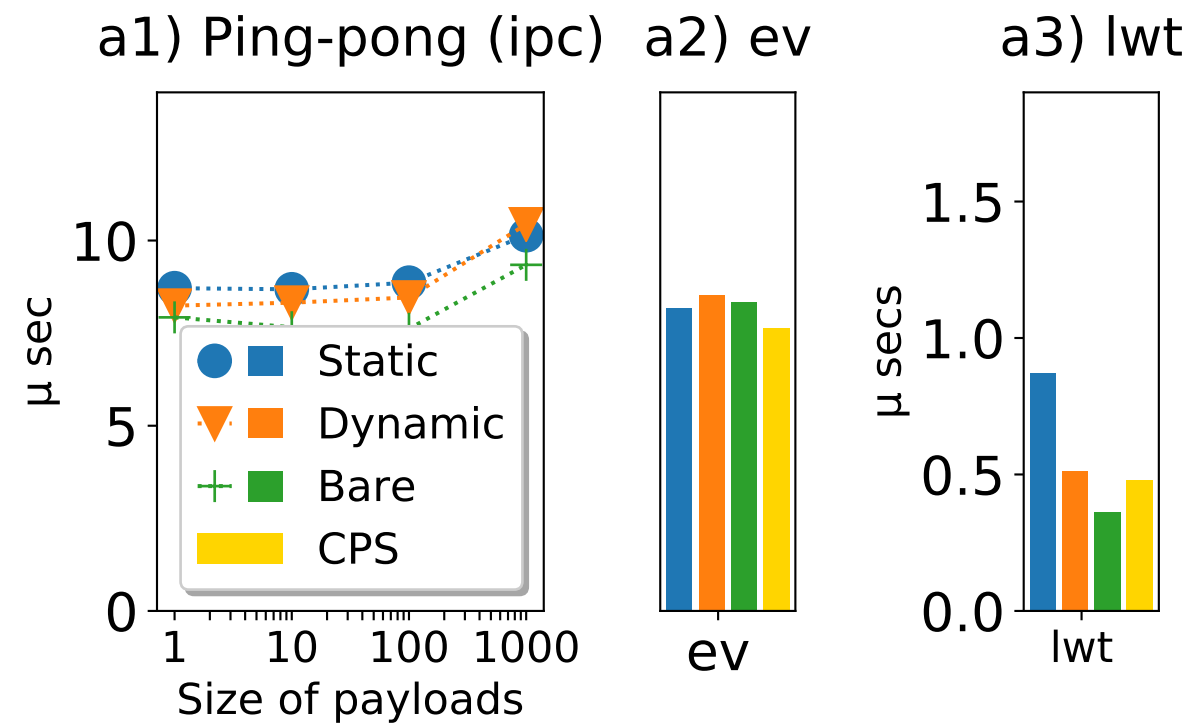 a1) Ping-pong (ipc)
a2) ev
a3) lwt
10
5
0
μ sec
Static
Dynamic
Bare
CPS
1 10 100 1000
Size of payloads
ev
1.5
1.0
0.5
0.0
μ secs
lwt